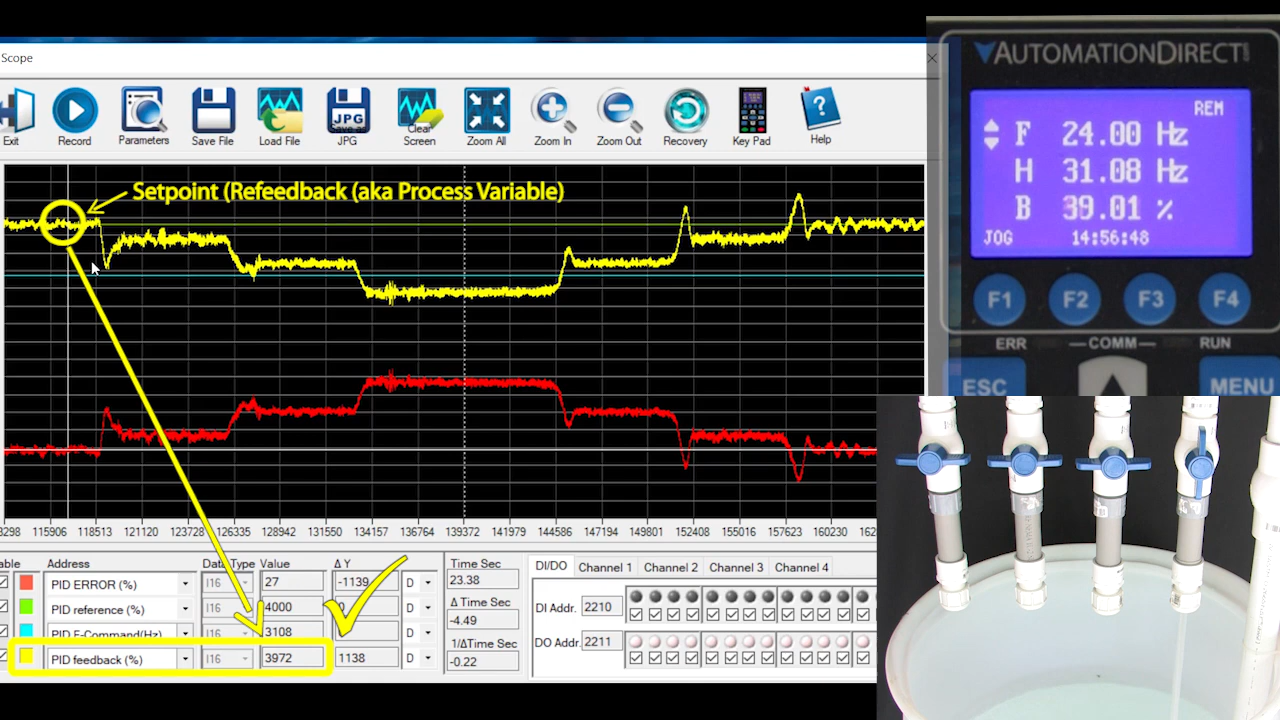 Scope
Exit
Record
Parameters
Save File
Load File
JPG
Save as
JPG
Clear
Screen
Zoom All
Zoom In
Zoom Out
Recovery
Key Pad
Help
Setpoint (Refeedback (aka Process Variable)
115906 118513 121120 123728 126335 128942 131550 134157 136764 139372 141979 144586 147194 149801 152408 155016 157623 160230
Address Data Type Value Δ Y
PID ERROR (%) I16 27 -1139 D
PID reference (%) I16 4000 0 D
PID F-Command(Hz) I16 3108 D
PID feedback (%) I16 3972 1138 D
Time Sec
23.38
Δ Time Sec
-4.49
1/ΔTime Sec
-0.22
DI/DO Channel 1 Channel 2 Channel 3 Channel 4
DI Addr. 2210
DO Addr. 2211
AUTOMATIONDIRECT
REM
F 24.00 Hz
H 31.08 Hz
B 39.01 %
JOG 14:56:48
F1 F2 F3 F4
ERR COMM RUN
ESC MENU